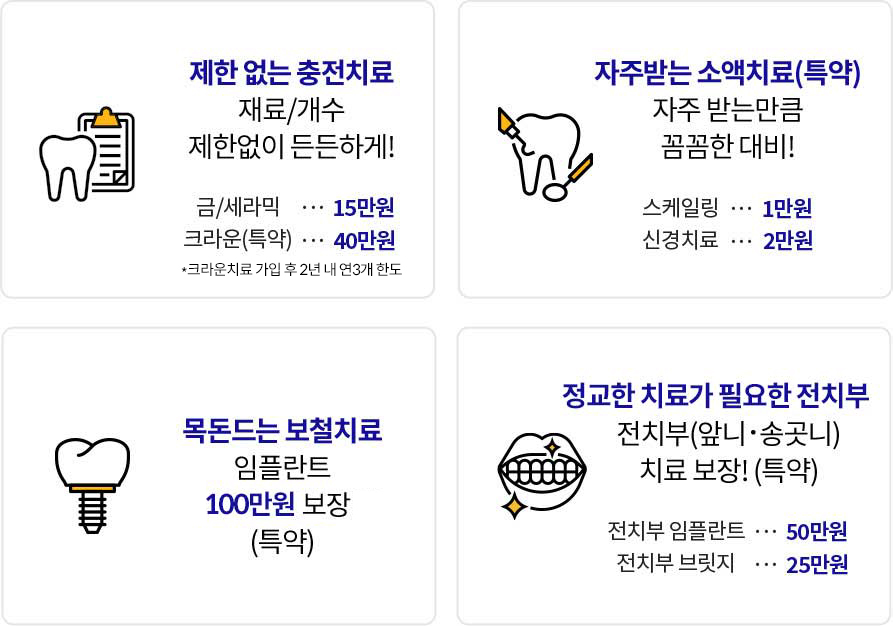 제한 없는 충전치료
재료/개수
제한없이 든든하게!
금/세라믹 ··· 15만원
크라운(특약) ··· 40만원
*크라운치료 가입 후 2년 내 연3개 한도
자주받는 소액치료(특약)
자주 받는만큼
꼼꼼한 대비!
스케일링 ··· 1만원
신경치료 ··· 2만원
목돈드는 보철치료
임플란트
100만원 보장
(특약)
정교한 치료가 필요한 전치부
전치부(앞니·송곳니)
치료 보장! (특약)
전치부 임플란트 ··· 50만원
전치부 브릿지 ··· 25만원